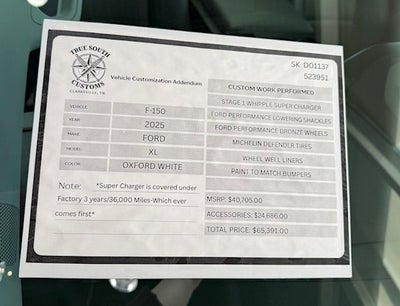 TRUE SOUTH
CUSTOMS
CLARKSVILLE, TN
Vehicle Customization Addendum
SK D01137
523951
VEHICLE F-150
YEAR 2025
MAKE FORD
MODEL XL
COLOR OXFORD WHITE
CUSTOM WORK PERFORMED
STAGE 1 WHIPPLE SUPER CHARGER
FORD PERFORMANCE LOWERING SHACKLES
FORD PERFORMANCE BRONZE WHEELS
MICHELIN DEFENDER TIRES
WHEEL WELL LINERS
PAINT TO MATCH BUMPERS
Note: *Super Charger is covered under
Factory 3 years/36,000 Miles-Which ever
comes first*
MSRP: $40,705.00
ACCESSORIES: $24,686.00
TOTAL PRICE: $65,391.00